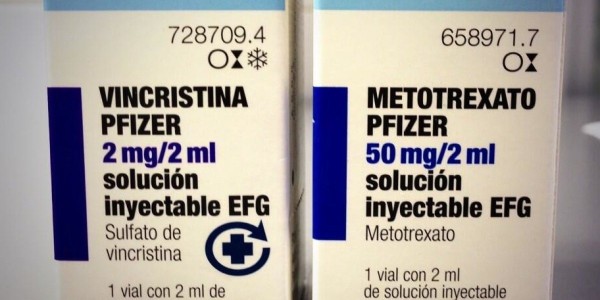 728709.4
VINCRISTINA
PFIZER
2 mg/2 ml
solución
inyectable EFG
Sulfato de
vincristina
1 vial con 2 ml de
658971.7
METOTREXATO
PFIZER
50 mg/2 ml
solución
inyectable EFG
Metotrexato
1 vial con 2 ml
de solución inyectable